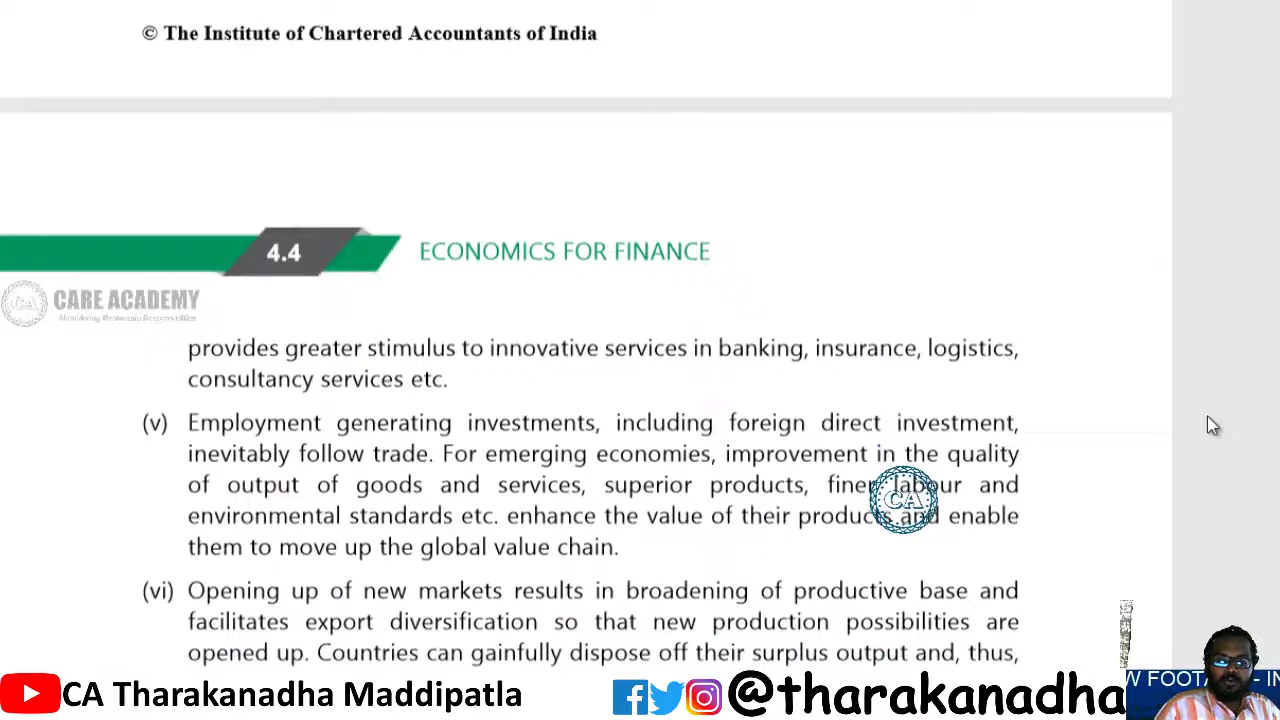 © The Institute of Chartered Accountants of India
4.4
ECONOMICS FOR FINANCE
CA
CARE ACADEMY
provides greater stimulus to innovative services in banking, insurance, logistics,
consultancy services etc.
(v) Employment generating investments, including foreign direct investment,
inevitably follow trade. For emerging economies, improvement in the quality
of output of goods and services, superior products, finer labour and
CA
environmental standards etc. enhance the value of their products and enable
them to move up the global value chain.
(vi) Opening up of new markets results in broadening of productive base and
facilitates export diversification so that new production possibilities are
opened up. Countries can gainfully dispose off their surplus output and, thus,
CA Tharakanadha Maddipatla
@tharakanadha
W FOOTA - IN